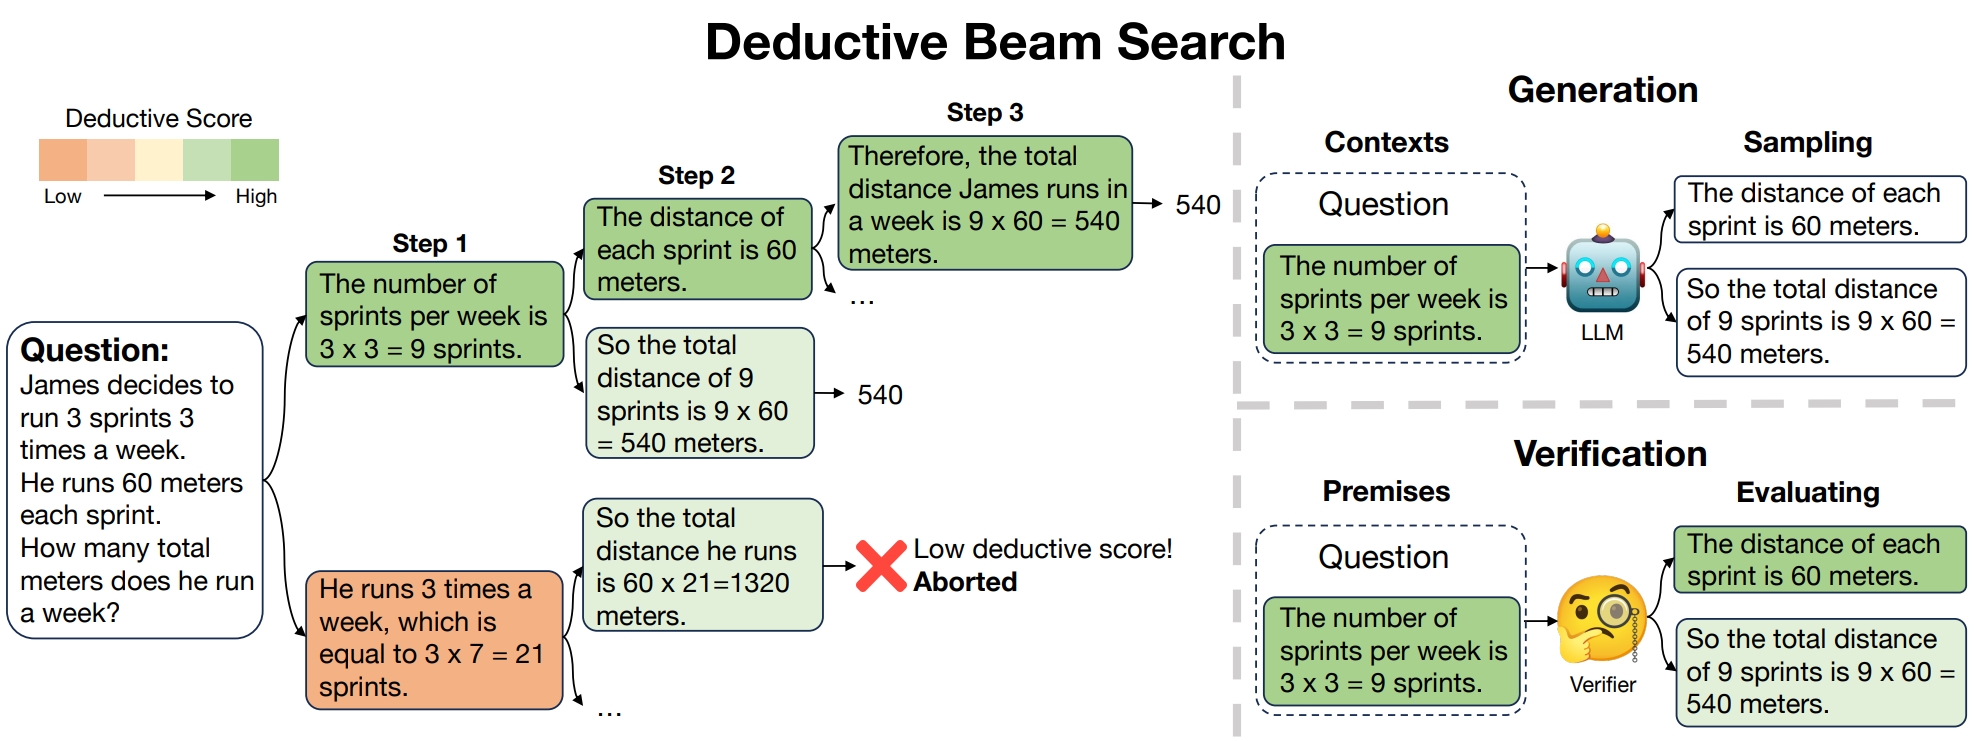 Deductive Beam Search
Deductive Score
Low
High
Question:
James decides to
run 3 sprints 3
times a week.
He runs 60 meters
each sprint.
How many total
meters does he run
a week?
Step 1
The number of
sprints per week is
3 x 3 = 9 sprints.
He runs 3 times a
week, which is
equal to 3 x 7 = 21
sprints.
Step 2
The distance of
each sprint is 60
meters.
So the total
distance of 9
sprints is 9 x 60
= 540 meters.
540
So the total
distance he runs
is 60 x 21=1320
meters.
...
Low deductive score!
Aborted
Step 3
Therefore, the total
distance James runs in
a week is 9 x 60 = 540
meters.
540
...
Generation
Contexts
Question
The number of
sprints per week is
3 x 3 = 9 sprints.
LLM
Sampling
The distance of each
sprint is 60 meters.
So the total distance
of 9 sprints is 9 x 60 =
540 meters.
Verification
Premises
Question
The number of
sprints per week is
3 x 3 = 9 sprints.
Verifier
Evaluating
The distance of each
sprint is 60 meters.
So the total distance
of 9 sprints is 9 x 60 =
540 meters.